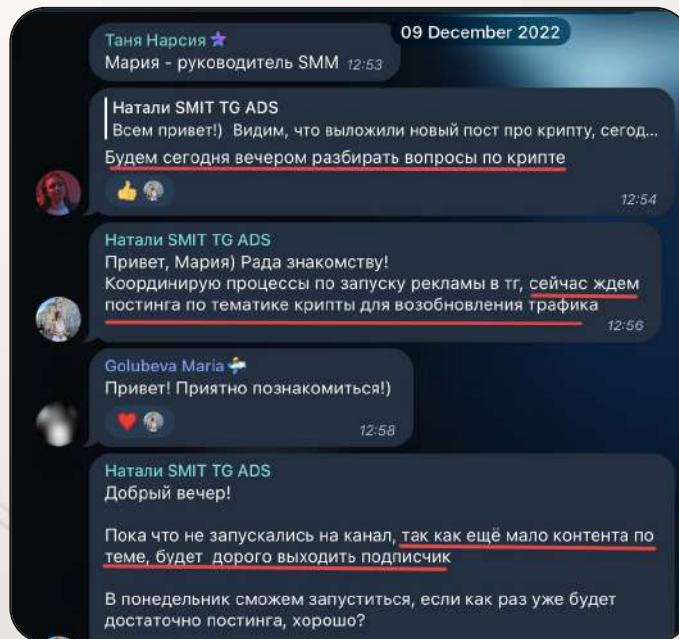 09 December 2022
Таня Нарсия
Мария - руководитель SMM 12:53
Натали SMIT TG ADS
Всем привет!) Видим, что выложили новый пост про крипту, сегод...
Будем сегодня вечером разбирать вопросы по крипте
12:54
Натали SMIT TG ADS
Привет, Мария) Рада знакомству!
Координирую процессы по запуску рекламы в тг, сейчас ждем
постинга по тематике крипты для возобновления трафика
12:56
Golubeva Maria
Привет! Приятно познакомиться!)
12:58
Натали SMIT TG ADS
Добрый вечер!
Пока что не запускались на канал, так как ещё мало контента по
теме, будет дорого выходить подписчик
В понедельник сможем запуститься, если как раз уже будет
достаточно постинга, хорошо?